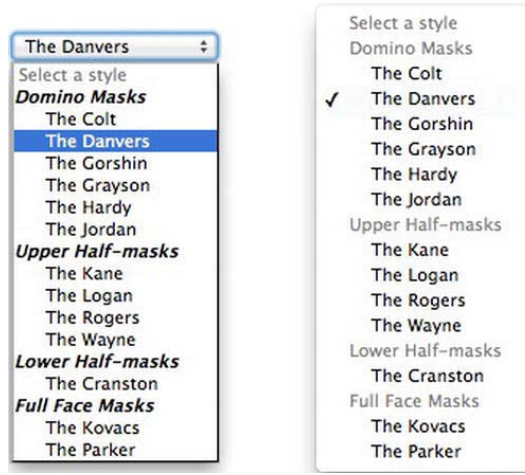 The Danvers
Select a style
Domino Masks
The Colt
The Danvers
The Gorshin
The Grayson
The Hardy
The Jordan
Upper Half-masks
The Kane
The Logan
The Rogers
The Wayne
Lower Half-masks
The Cranston
Full Face Masks
The Kovacs
The Parker
Select a style
Domino Masks
The Colt
The Danvers
The Gorshin
The Grayson
The Hardy
The Jordan
Upper Half-masks
The Kane
The Logan
The Rogers
The Wayne
Lower Half-masks
The Cranston
Full Face Masks
The Kovacs
The Parker